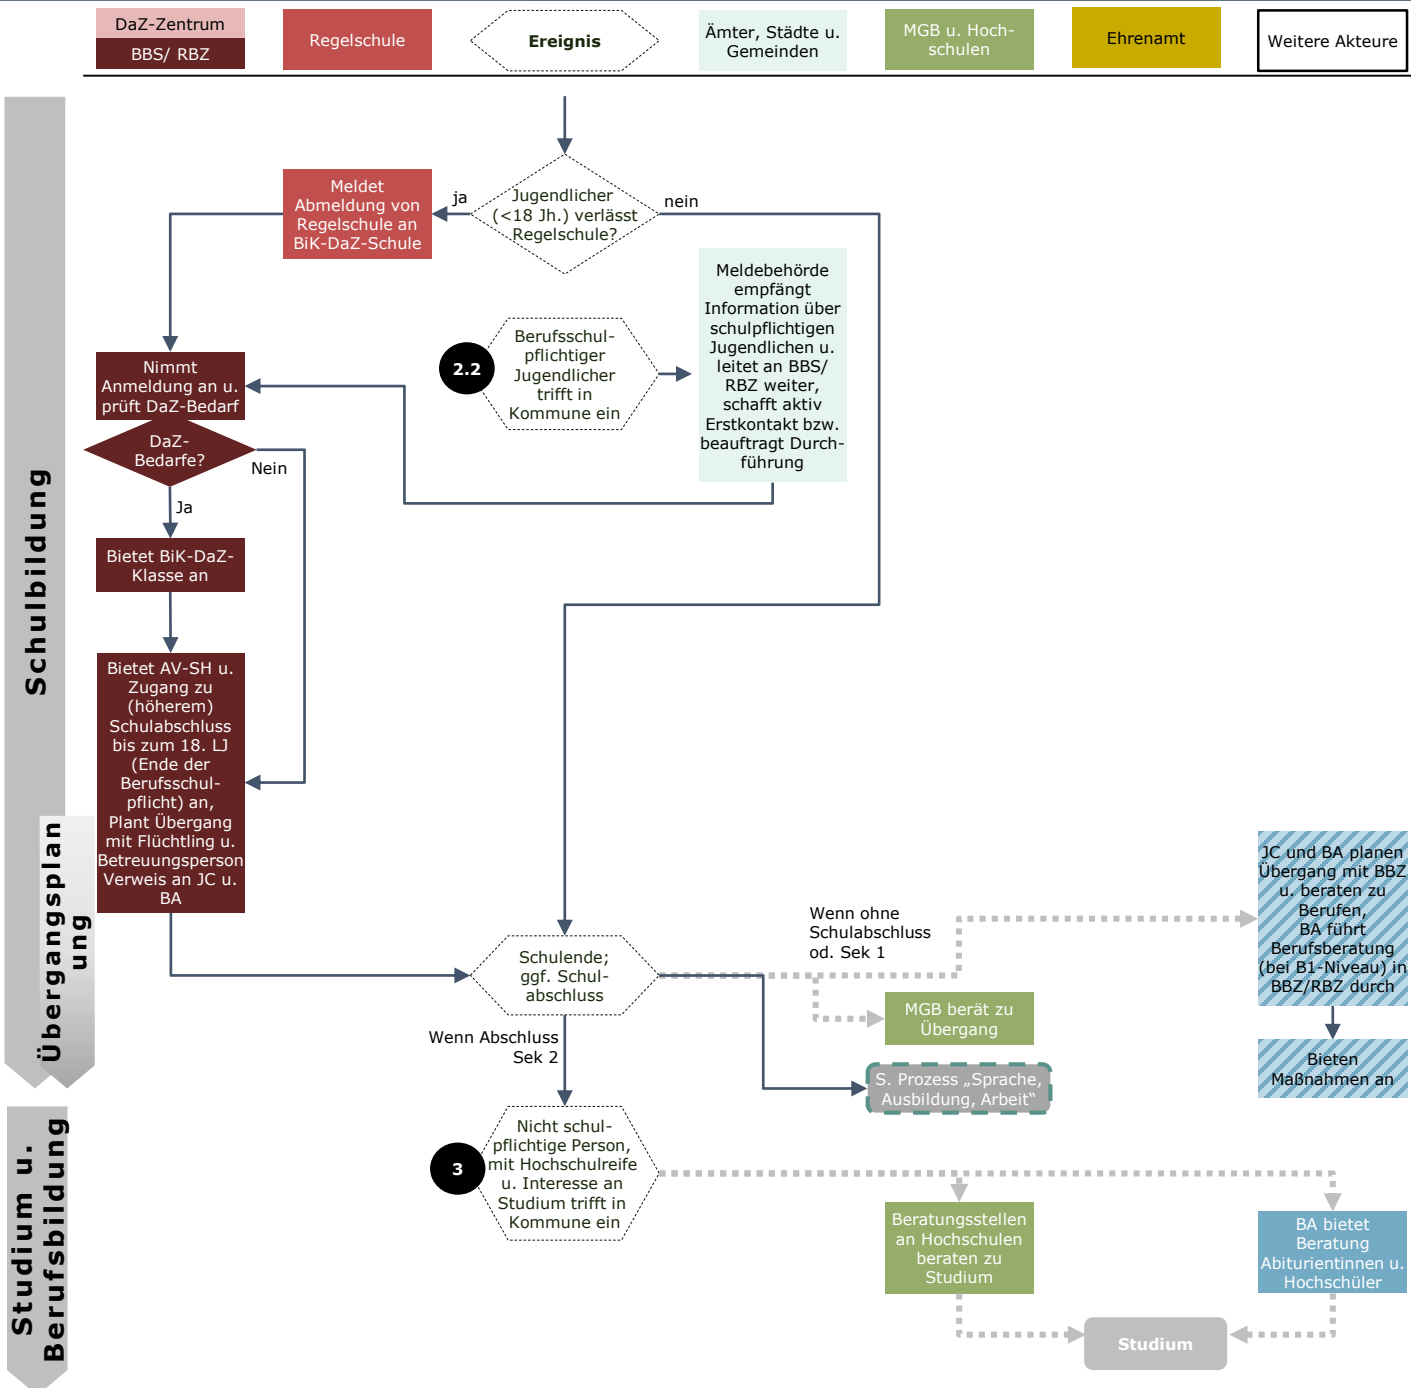 DaZ-Zentrum
BBS/ RBZ
Regelschule
Ereignis
Ämter, Städte u.
Gemeinden
MGB u. Hoch-
schulen
Ehrenamt
Weitere Akteure
Schulbildung
Übergangsplan
ung
Studium u.
Berufsbildung
Meldet
Abmeldung von
Regelschule an
BiK-DaZ-Schule
ja
Jugendlicher
(<18 Jh.) verlässt
Regelschule?
nein
2.2
Berufsschul-
pflichtiger
Jugendlicher
trifft in
Kommune ein
Meldebehörde
empfängt
Information über
schulpflichtigen
Jugendlichen u.
leitet an BBS/
RBZ weiter,
schafft aktiv
Erstkontakt bzw.
beauftragt Durch-
führung
Nimmt
Anmeldung an u.
prüft DaZ-Bedarf
DaZ-
Bedarfe?
Nein
Ja
Bietet BiK-DaZ-
Klasse an
Bietet AV-SH u.
Zugang zu
(höherem)
Schulabschluss
bis zum 18. LJ
(Ende der
Berufsschul-
pflicht) an,
Plant Übergang
mit Flüchtling u.
Betreuungsperson
Verweis an JC u.
BA
Schulende;
ggf. Schul-
abschluss
Wenn ohne
Schulabschluss
od. Sek 1
JC und BA planen
Übergang mit BBZ
u. beraten zu
Berufen,
BA führt
Berufsberatung
(bei B1-Niveau) in
BBZ/RBZ durch
MGB berät zu
Übergang
Wenn Abschluss
Sek 2
S. Prozess „Sprache,
Ausbildung, Arbeit“
Bieten
Maßnahmen an
3
Nicht schul-
pflichtige Person,
mit Hochschulreife
u. Interesse an
Studium trifft in
Kommune ein
Beratungsstellen
an Hochschulen
beraten zu
Studium
BA bietet
Beratung
Abiturientinnen u.
Hochschüler
Studium